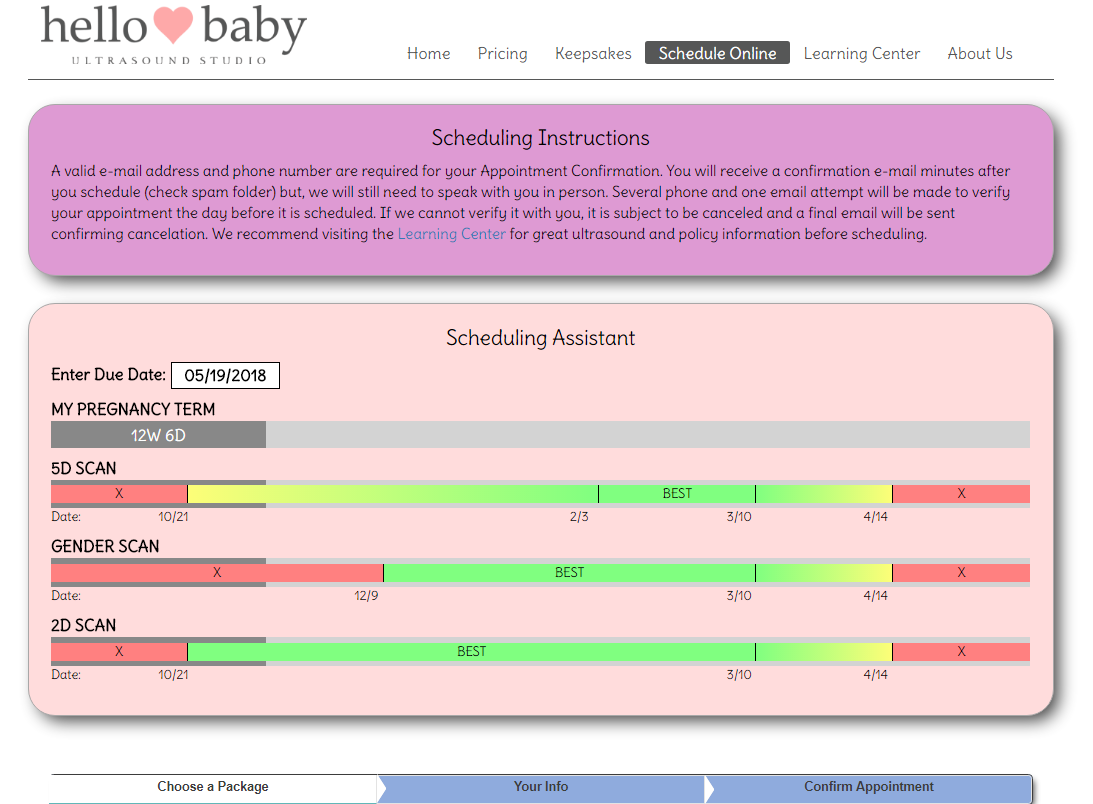 hello baby
ULTRASOUND STUDIO
Home Pricing Keepsakes Schedule Online Learning Center About Us
Scheduling Instructions
A valid e-mail address and phone number are required for your Appointment Confirmation. You will receive a confirmation e-mail minutes after
you schedule (check spam folder) but, we will still need to speak with you in person. Several phone and one email attempt will be made to verify
your appointment the day before it is scheduled. If we cannot verify it with you, it is subject to be canceled and a final email will be sent
confirming cancelation. We recommend visiting the Learning Center for great ultrasound and policy information before scheduling.
Scheduling Assistant
Enter Due Date: 05/19/2018
MY PREGNANCY TERM
12W 6D
5D SCAN
X BEST X
Date: 10/21 2/3 3/10 4/14
GENDER SCAN
X BEST X
Date: 12/9 3/10 4/14
2D SCAN
X BEST X
Date: 10/21 3/10 4/14
Choose a Package Your Info Confirm Appointment